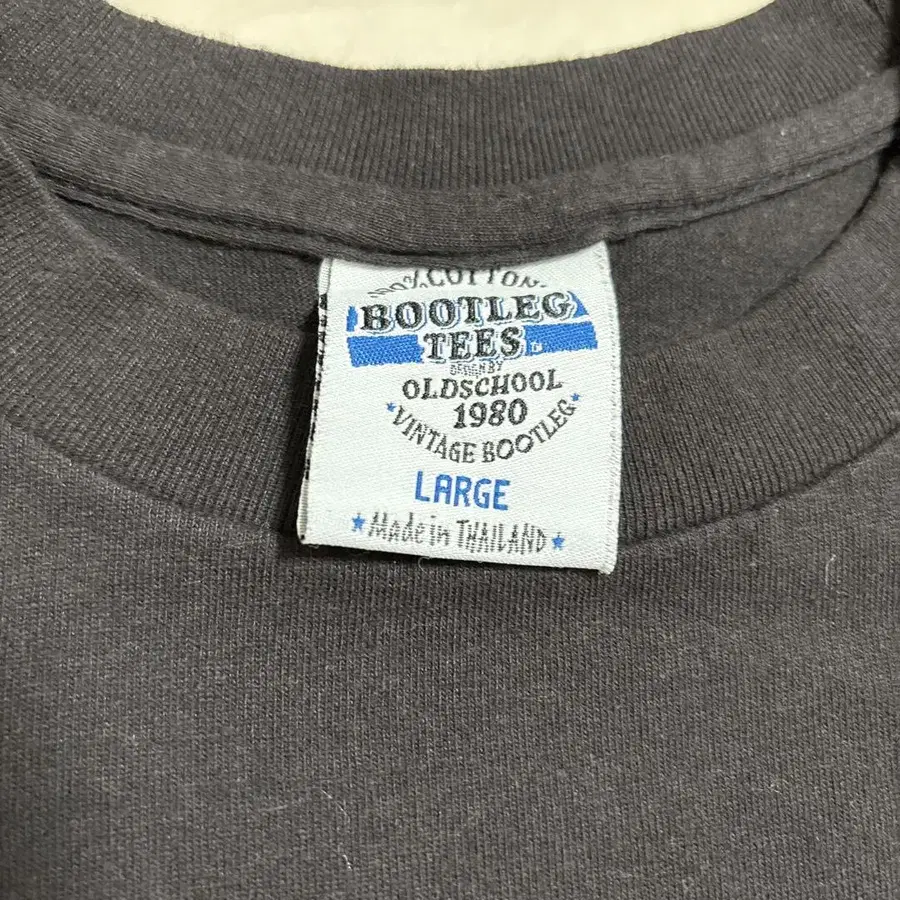 100% COTTON
BOOTLEG
TEES
DESIGN BY
OLDSCHOOL
1980
VINTAGE BOOTLEG
LARGE
Made in THAILAND